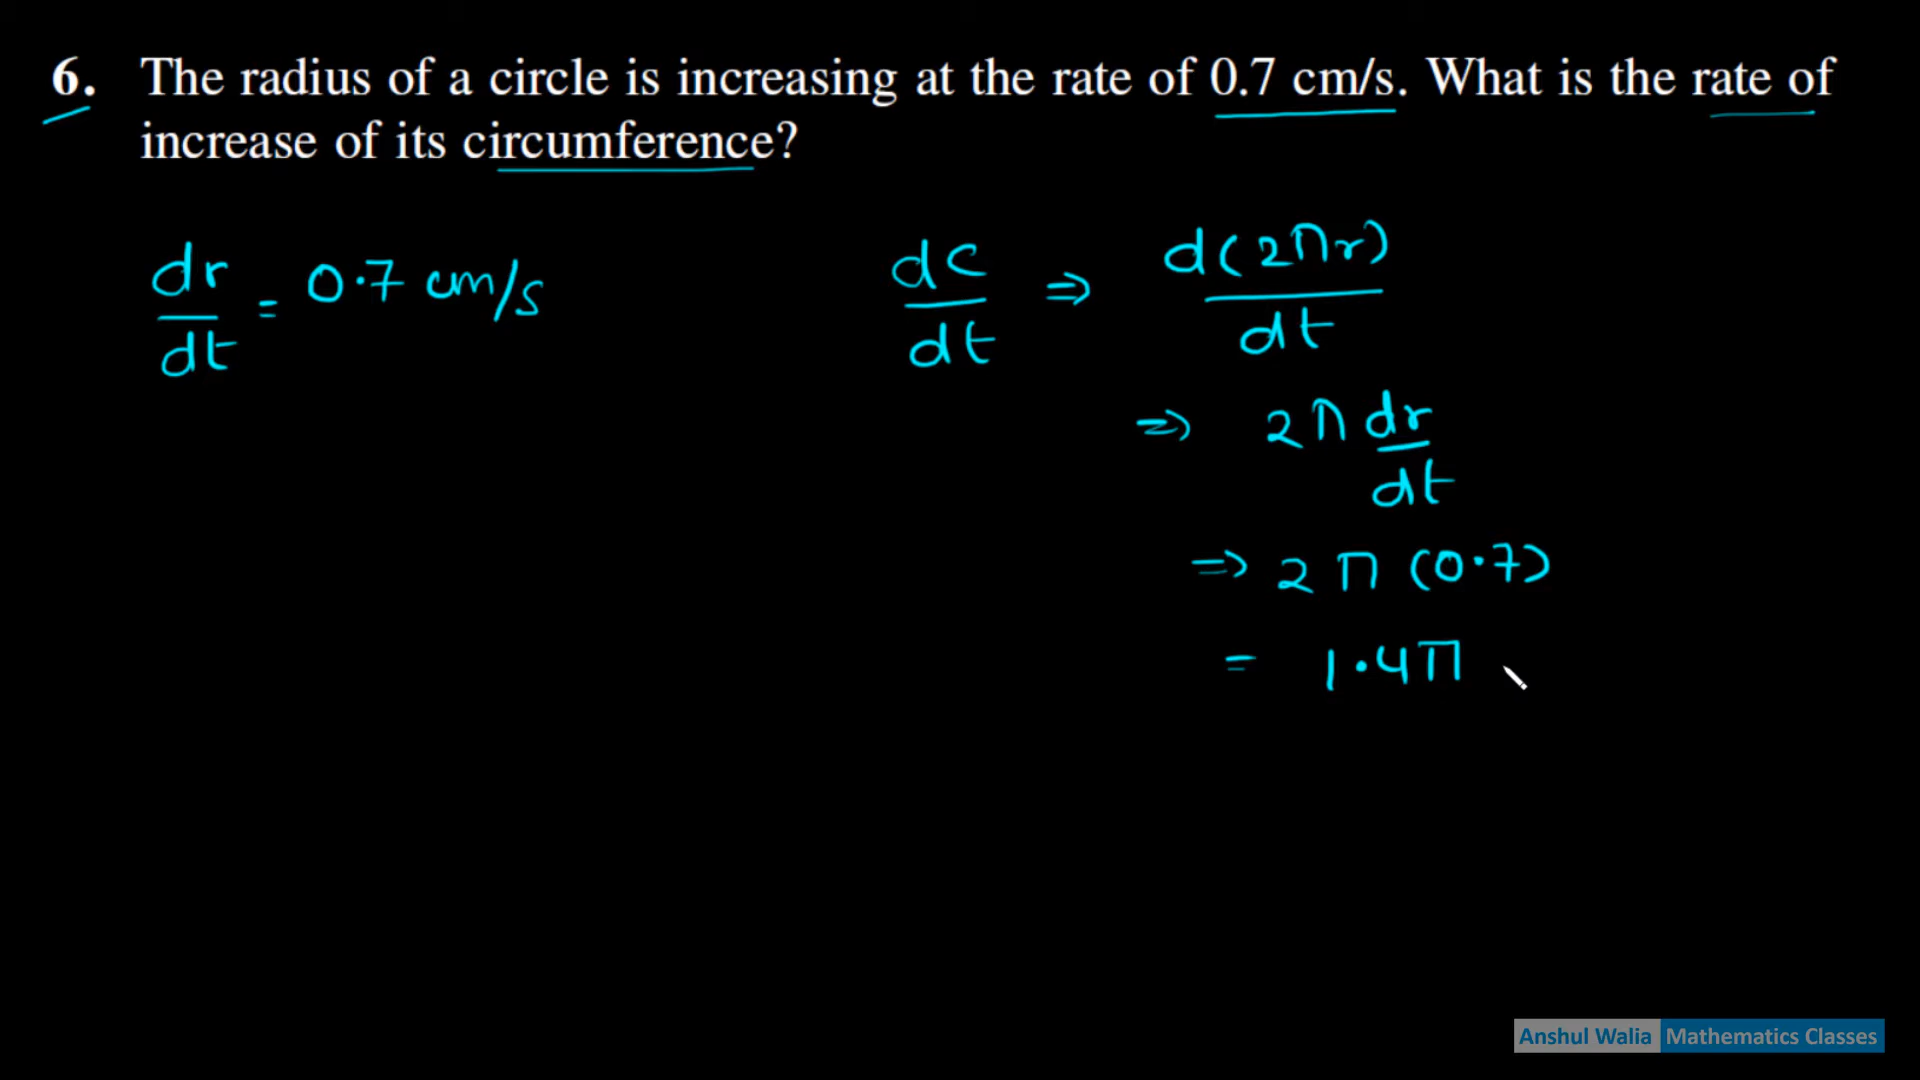 6. The radius of a circle is increasing at the rate of 0.7 cm/s. What is the rate of
increase of its circumference?
dr/dt = 0.7 cm/s
dc/dt ⇒ d(2πr)/dt
⇒ 2π dr/dt
⇒ 2π (0.7)
= 1.4π
Anshul Walia Mathematics Classes